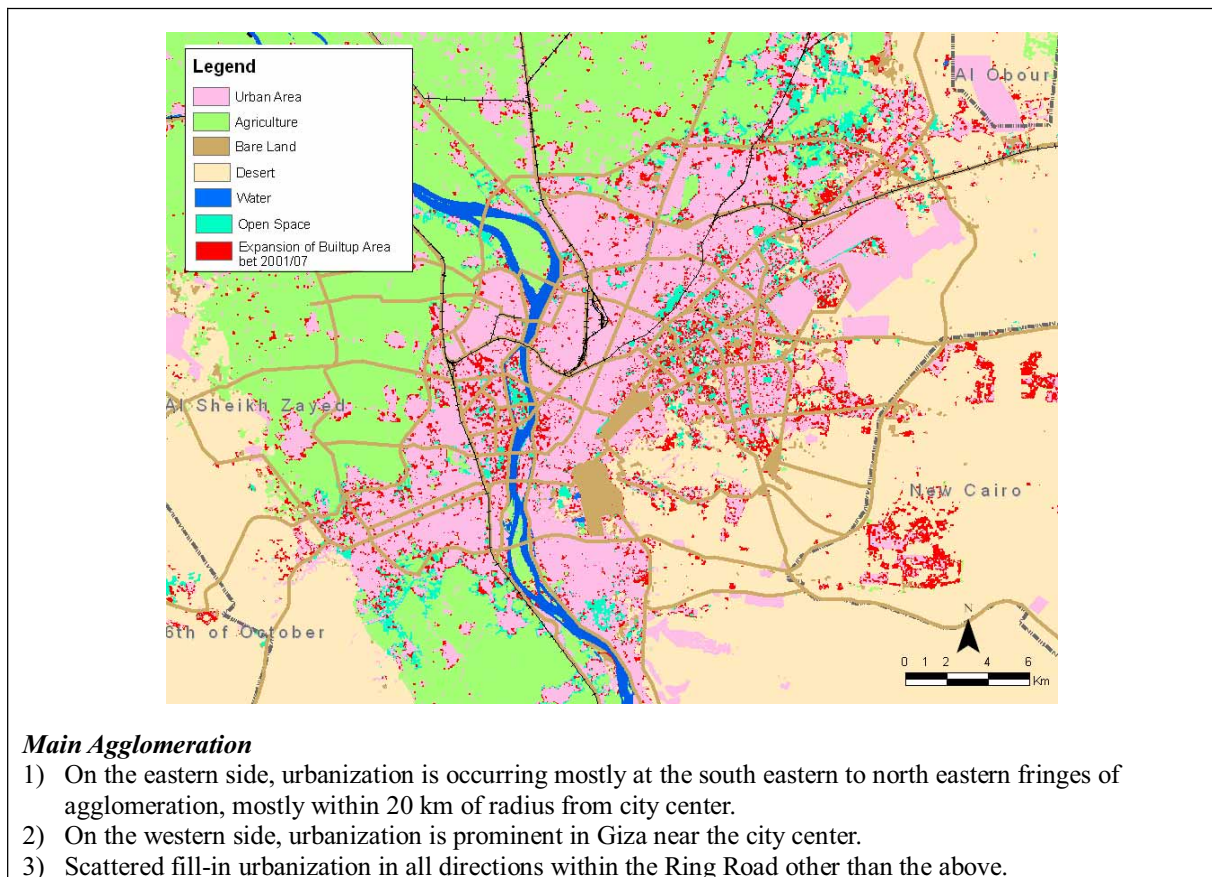 Legend
Urban Area
Agriculture
Bare Land
Desert
Water
Open Space
Expansion of Builtup Area
bet 2001/07
Al Obour
Al Sheikh Zayed
New Cairo
6th of October
N
0 1 2 4 6
Km
Main Agglomeration
1) On the eastern side, urbanization is occurring mostly at the south eastern to north eastern fringes of
agglomeration, mostly within 20 km of radius from city center.
2) On the western side, urbanization is prominent in Giza near the city center.
3) Scattered fill-in urbanization in all directions within the Ring Road other than the above.